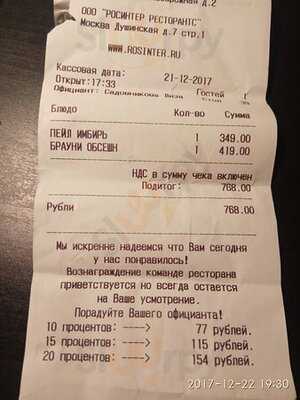 ООО "РОСИНТЕР РЕСТОРАНТС"
Москва Душинская д.7 стр.1
WWW.ROSINTER.RU
Кассовая дата: 21-12-2017
Открыт:17:33
Официант: Гостей 1
Блюдо Кол-во Сумма
ПЕЙЛ ИМБИРЬ 1 349.00
БРАУНИ ОБСЕШН 1 419.00
НДС в сумму чека включен
Подитог: 768.00
Рубли 768.00
Мы искренне надеемся что Вам сегодня
у нас понравилось!
Вознаграждение команде ресторана
приветствуется но всегда остается
на Ваше усмотрение.
Порадуйте Вашего официанта!
10 процентов: ----> 77 рублей.
15 процентов: ----> 115 рублей.
20 процентов: ----> 154 рублей.
2017-12-22 19:30